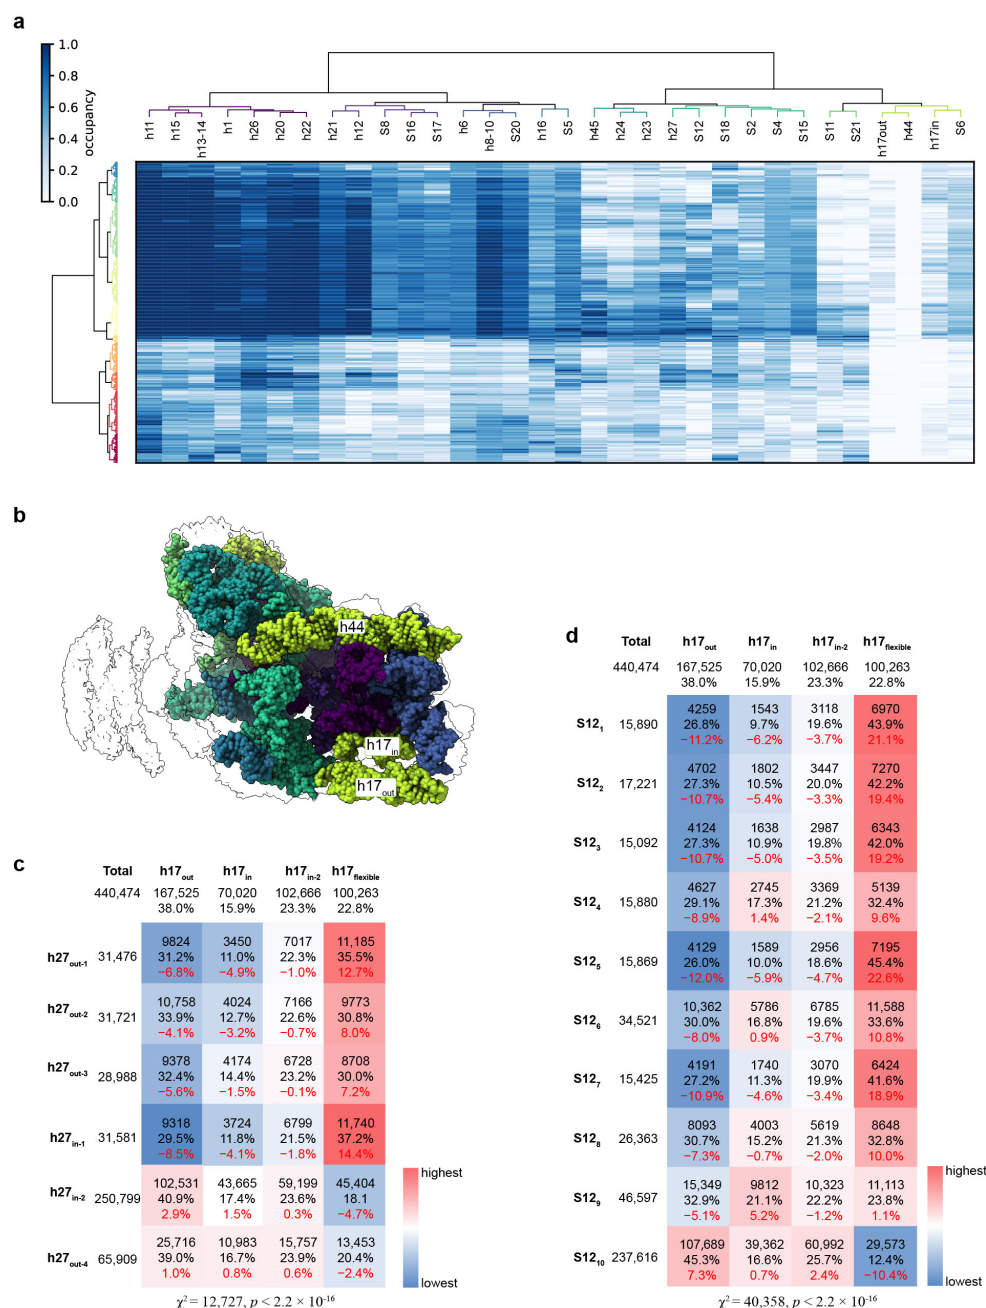 a
1.0
0.8
0.6
0.4
0.2
0.0
occupancy
h11
h15
h13-14
h1
h26
h20
h22
h21
h12
S8
S16
S17
h6
h8-10
S20
h16
S5
h45
h24
h23
h27
S12
S18
S2
S4
S15
S11
S21
h17out
h44
h17in
S6
b
h44
h17in
h17out
c
Total h17out h17in h17in-2 h17flexible
440,474 167,525 70,020 102,666 100,263
38.0% 15.9% 23.3% 22.8%
9824 3450 7017 11,185
h27out-1 31,476 31.2% 11.0% 22.3% 35.5%
−6.8% −4.9% −1.0% 12.7%
10,758 4024 7166 9773
h27out-2 31,721 33.9% 12.7% 22.6% 30.8%
−4.1% −3.2% −0.7% 8.0%
9378 4174 6728 8708
h27out-3 28,988 32.4% 14.4% 23.2% 30.0%
−5.6% −1.5% −0.1% 7.2%
9318 3724 6799 11,740
h27in-1 31,581 29.5% 11.8% 21.5% 37.2%
−8.5% −4.1% −1.8% 14.4%
102,531 43,665 59,199 45,404
h27in-2 250,799 40.9% 17.4% 23.6% 18.1
2.9% 1.5% 0.3% −4.7%
25,716 10,983 15,757 13,453
h27out-4 65,909 39.0% 16.7% 23.9% 20.4%
1.0% 0.8% 0.6% −2.4%
highest
lowest
χ² = 12,727, p < 2.2 × 10⁻¹⁶
d
Total h17out h17in h17in-2 h17flexible
440,474 167,525 70,020 102,666 100,263
38.0% 15.9% 23.3% 22.8%
4259 1543 3118 6970
S121 15,890 26.8% 9.7% 19.6% 43.9%
−11.2% −6.2% −3.7% 21.1%
4702 1802 3447 7270
S122 17,221 27.3% 10.5% 20.0% 42.2%
−10.7% −5.4% −3.3% 19.4%
4124 1638 2987 6343
S123 15,092 27.3% 10.9% 19.8% 42.0%
−10.7% −5.0% −3.5% 19.2%
4627 2745 3369 5139
S124 15,880 29.1% 17.3% 21.2% 32.4%
−8.9% 1.4% −2.1% 9.6%
4129 1589 2956 7195
S125 15,869 26.0% 10.0% 18.6% 45.4%
−12.0% −5.9% −4.7% 22.6%
10,362 5786 6785 11,588
S126 34,521 30.0% 16.8% 19.6% 33.6%
−8.0% 0.9% −3.7% 10.8%
4191 1740 3070 6424
S127 15,425 27.2% 11.3% 19.9% 41.6%
−10.9% −4.6% −3.4% 18.9%
8093 4003 5619 8648
S128 26,363 30.7% 15.2% 21.3% 32.8%
−7.3% −0.7% −2.0% 10.0%
15,349 9812 10,323 11,113
S129 46,597 32.9% 21.1% 22.2% 23.8%
−5.1% 5.2% −1.2% 1.1%
107,689 39,362 60,992 29,573
S1210 237,616 45.3% 16.6% 25.7% 12.4%
7.3% 0.7% 2.4% −10.4%
highest
lowest
χ² = 40,358, p < 2.2 × 10⁻¹⁶